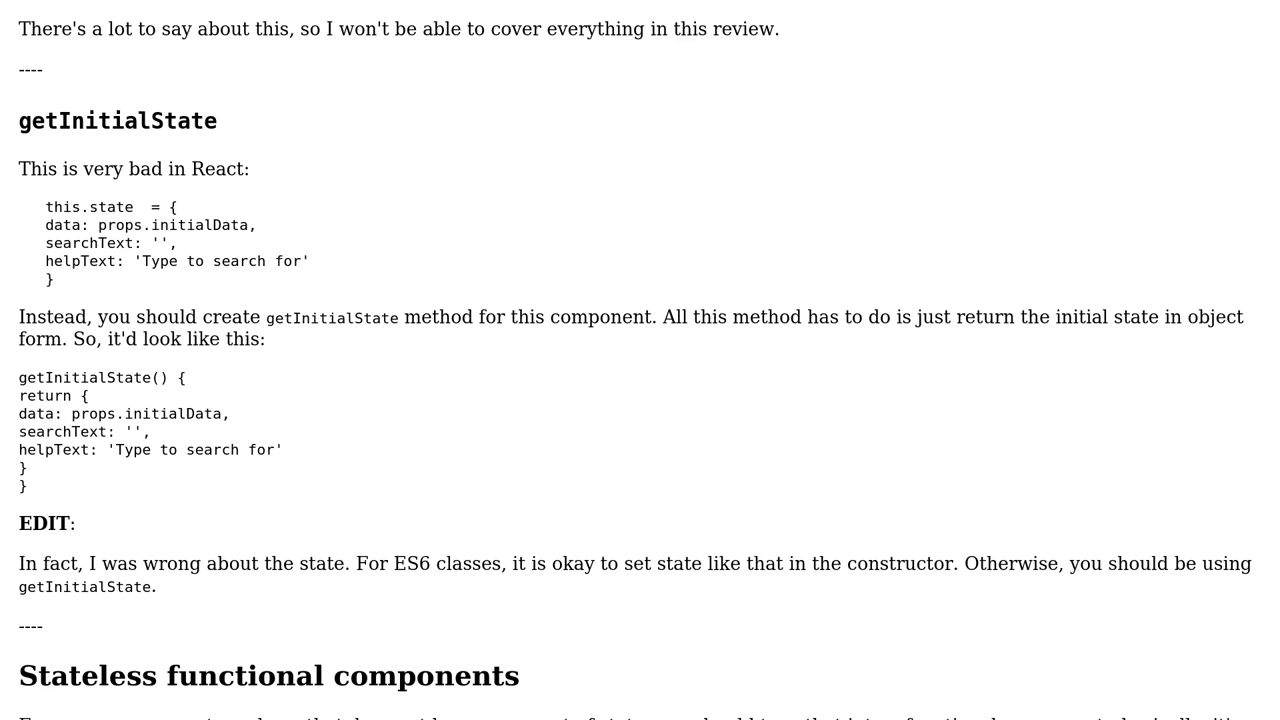 There's a lot to say about this, so I won't be able to cover everything in this review.
----
getInitialState
This is very bad in React:
this.state  = {
data: props.initialData,
searchText: '',
helpText: 'Type to search for'
}
Instead, you should create getInitialState method for this component. All this method has to do is just return the initial state in object
form. So, it'd look like this:
getInitialState() {
return {
data: props.initialData,
searchText: '',
helpText: 'Type to search for'
}
}
EDIT:
In fact, I was wrong about the state. For ES6 classes, it is okay to set state like that in the constructor. Otherwise, you should be using
getInitialState.
----
Stateless functional components